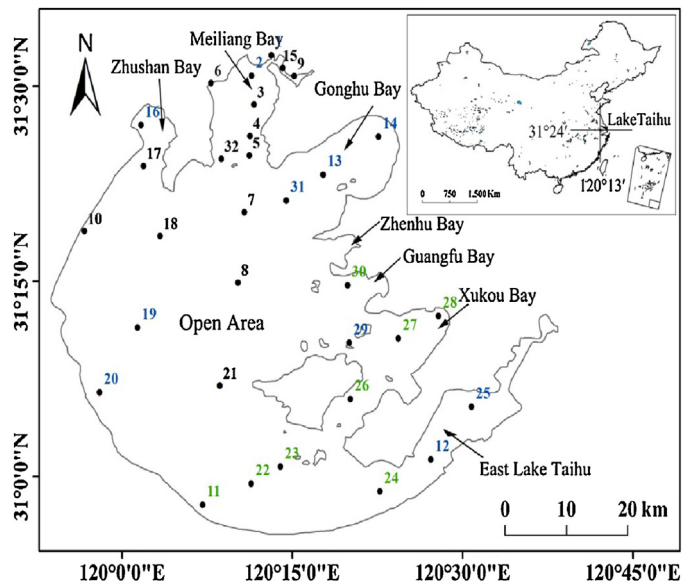 N
Meiliang Bay
1
15
9
2
6
Zhushan Bay
3
Gonghu Bay
16
4
14
5
32
17
13
31
7
10
18
Zhenhu Bay
Guangfu Bay
8
30
Xukou Bay
28
19
Open Area
29
27
20
21
26
25
12
East Lake Taihu
23
22
24
11
31°24′
Lake Taihu
120°13′
0 750 1,500 Km
0 10 20 km
31°30'0"N
31°15'0"N
31°0'0"N
120°0'0"E
120°15'0"E
120°30'0"E
120°45'0"E